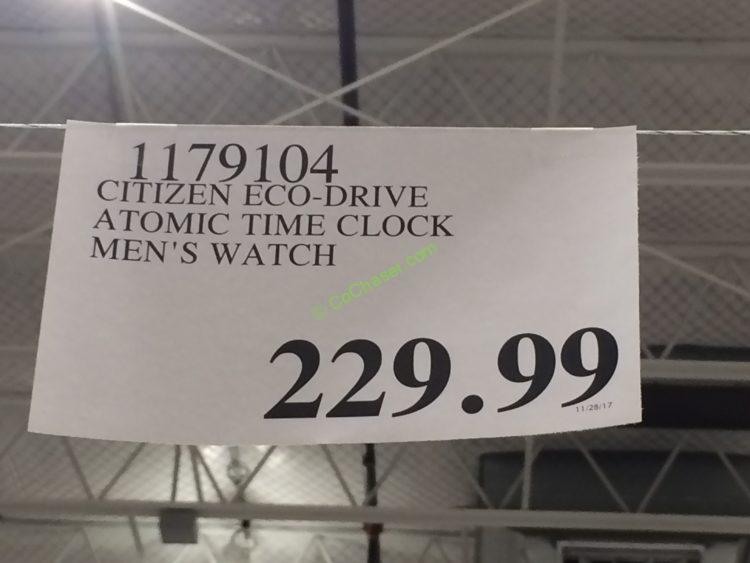 1179104
CITIZEN ECO-DRIVE
ATOMIC TIME CLOCK
MEN'S WATCH
© CoChaser.com
229.99
11/28/17